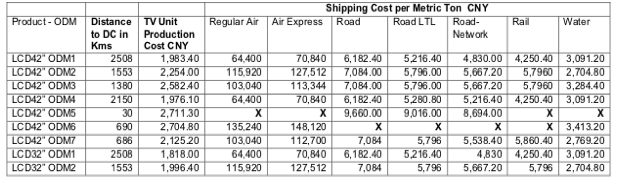 Shipping Cost per Metric Ton CNY
Product - ODM Distance to DC in Kms TV Unit Production Cost CNY Regular Air Air Express Road Road LTL Road-Network Rail Water
LCD42" ODM1 2508 1,983.40 64,400 70,840 6,182.40 5,216.40 4,830.00 4,250.40 3,091.20
LCD42" ODM2 1553 2,254.00 115,920 127,512 7,084.00 5,796.00 5,667.20 5,7960 2,704.80
LCD42" ODM3 1380 2,582.40 103,040 113,344 7,084.00 5,796.00 5,667.20 5,7960 3,284.40
LCD42" ODM4 2150 1,976.10 64,400 70,840 6,182.40 5,280.80 5,216.40 4,250.40 3,091.20
LCD42" ODM5 30 2,711.30 X X 9,660.00 9,016.00 8,694.00 X X
LCD42" ODM6 690 2,704.80 135,240 148,120 X X X X 3,413.20
LCD42" ODM7 686 2,125.20 103,040 112,700 7,084 5,796 5,538.40 5,860.40 2,769.20
LCD32" ODM1 2508 1,818.00 64,400 70,840 6,182.40 5,216.40 4,830 4,250.40 3,091.20
LCD32" ODM2 1553 1,996.40 115,920 127,512 7,084 5,796 5,667.20 5,796 2,704.80